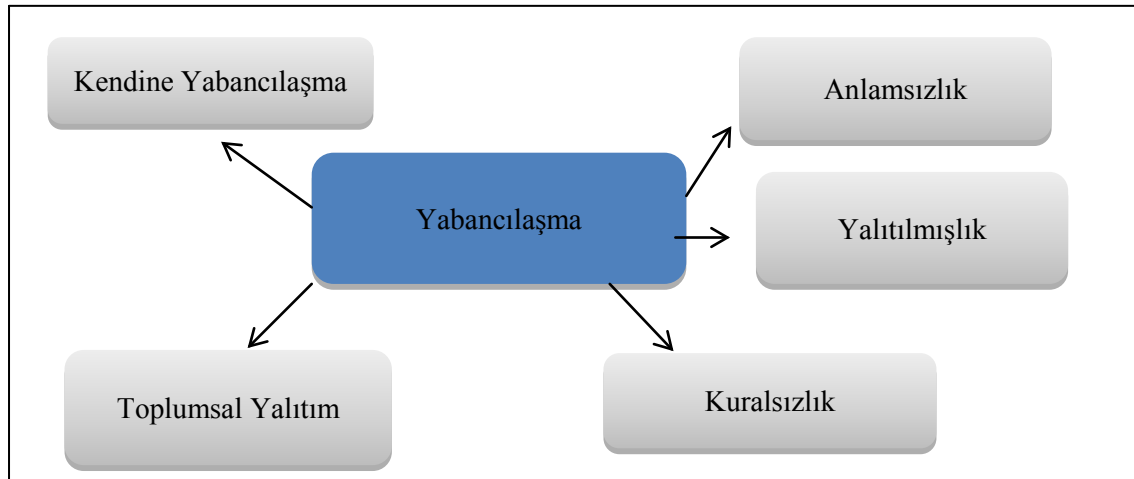 Kendine Yabancılaşma
Anlamsızlık
Yabancılaşma
Yalıtılmışlık
Toplumsal Yalıtım
Kuralsızlık